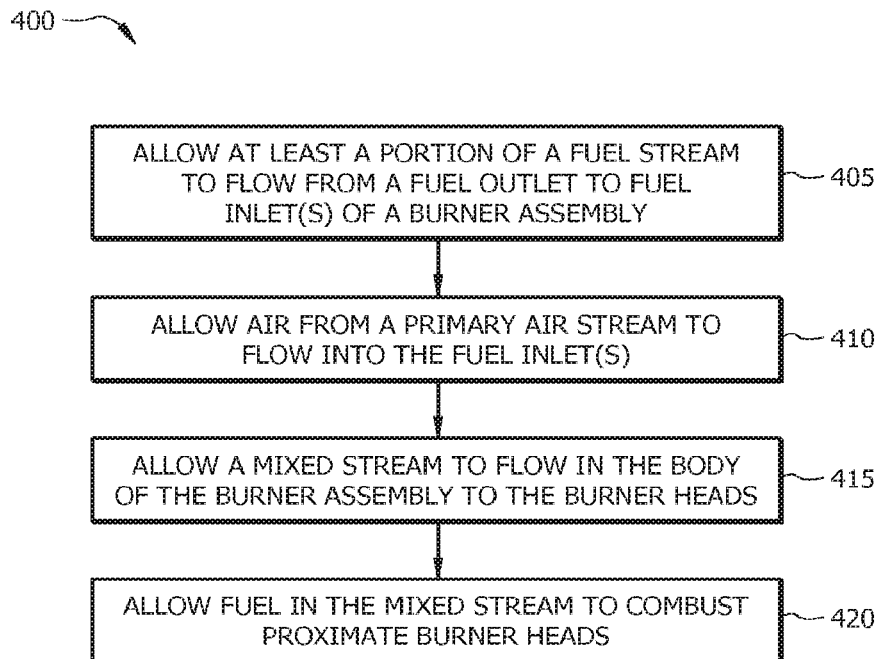 400
ALLOW AT LEAST A PORTION OF A FUEL STREAM
TO FLOW FROM A FUEL OUTLET TO FUEL
INLET(S) OF A BURNER ASSEMBLY
405
ALLOW AIR FROM A PRIMARY AIR STREAM TO
FLOW INTO THE FUEL INLET(S)
410
ALLOW A MIXED STREAM TO FLOW IN THE BODY
OF THE BURNER ASSEMBLY TO THE BURNER HEADS
415
ALLOW FUEL IN THE MIXED STREAM TO COMBUST
PROXIMATE BURNER HEADS
420